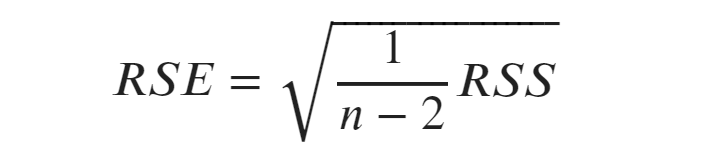 RSE = √(1/(n − 2)) RSS